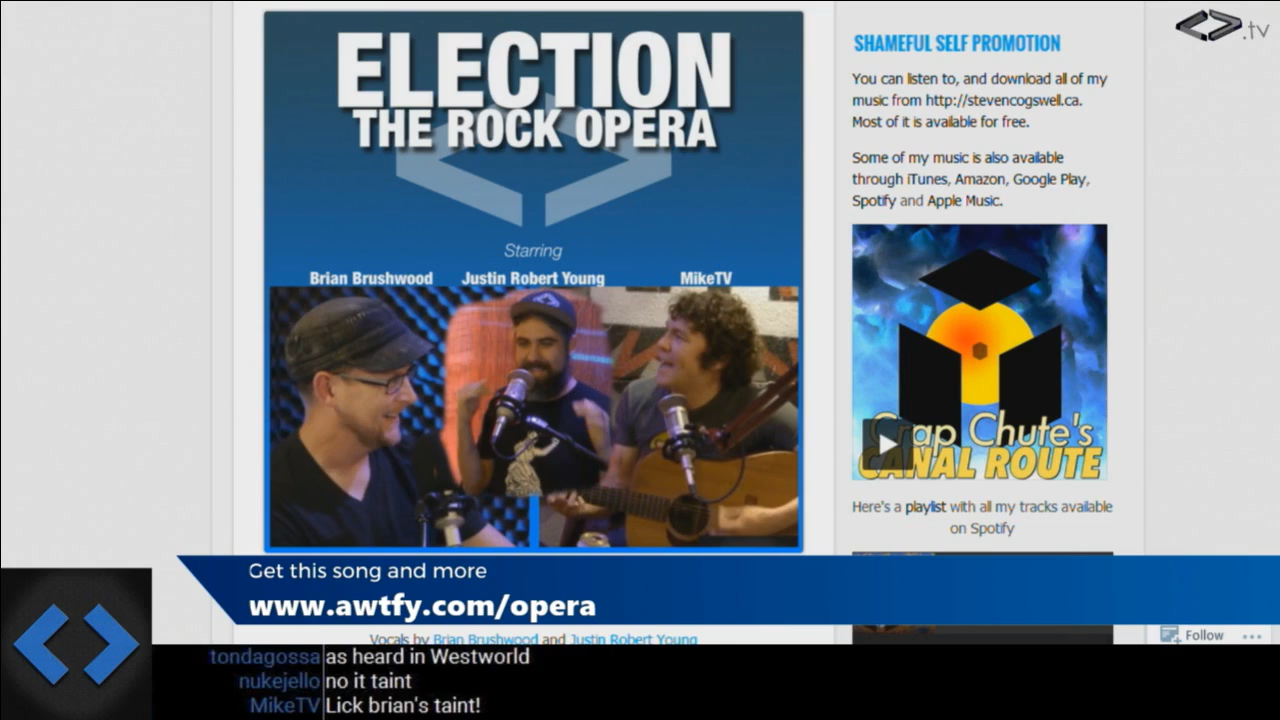 ELECTION
THE ROCK OPERA
Starring
Brian Brushwood Justin Robert Young MikeTV
SHAMEFUL SELF PROMOTION
You can listen to, and download all of my
music from http://stevencogswell.ca.
Most of it is available for free.
Some of my music is also available
through iTunes, Amazon, Google Play,
Spotify and Apple Music.
Crap Chute's
CANAL ROUTE
Here's a playlist with all my tracks available
on Spotify
.tv
Get this song and more
www.awtfy.com/opera
Vocals by Brian Brushwood and Justin Robert Young
Follow ...
tondagossa as heard in Westworld
nukejello no it taint
MikeTV Lick brian's taint!